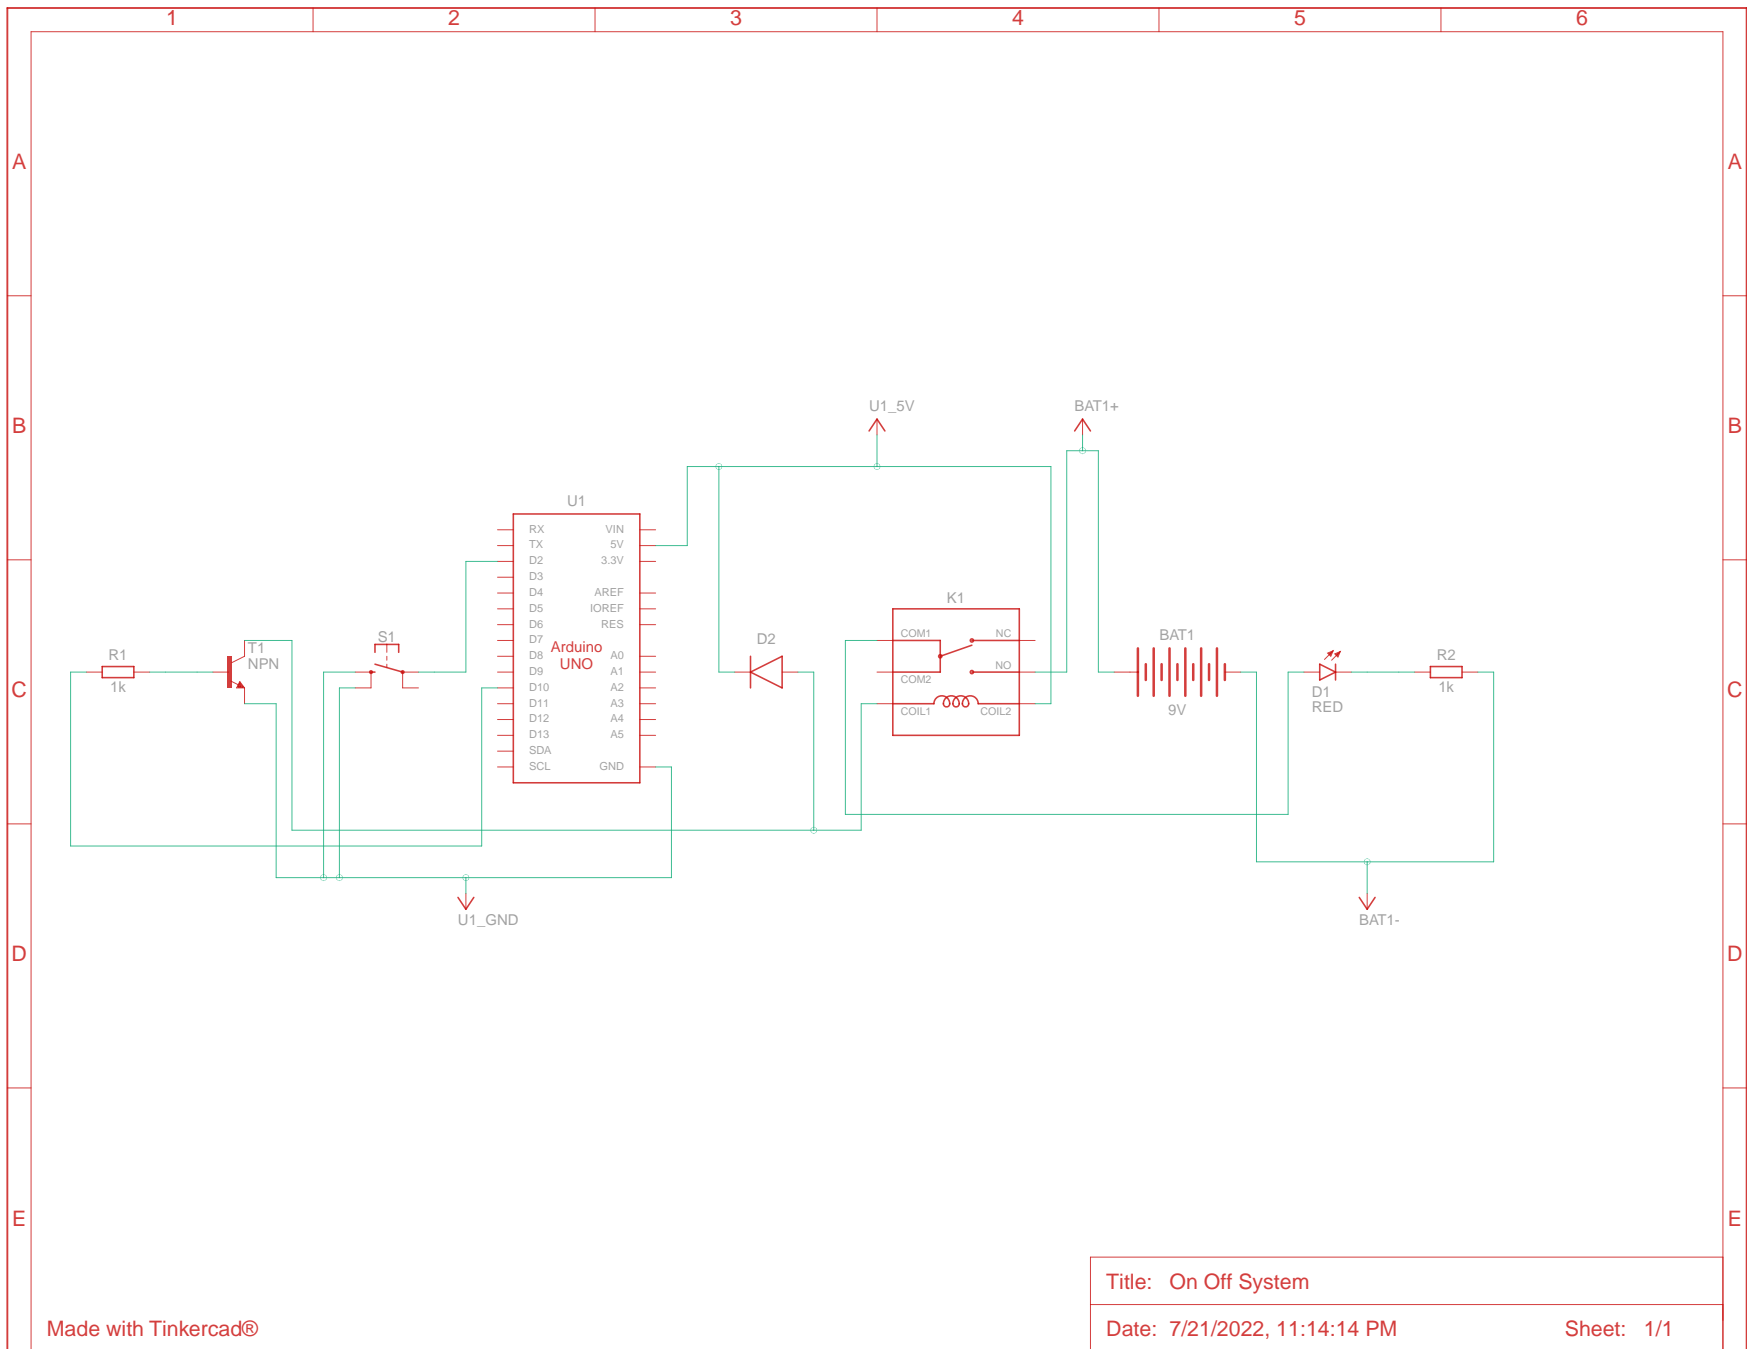 1 2 3 4 5 6
A A
U1_5V BAT1+
B B
U1
RX VIN
TX 5V
D2 3.3V
D3
D4 AREF
D5 IOREF
D6 RES
D7
D8 A0
D9 A1
D10 A2
D11 A3
D12 A4
D13 A5
SDA
SCL GND
Arduino
UNO
R1
1k
T1
NPN
S1
D2
K1
COM1 NC
COM2 NO
COIL1 COIL2
BAT1
9V
D1
RED
R2
1k
C C
U1_GND BAT1-
D D
E E
Title: On Off System
Made with Tinkercad®
Date: 7/21/2022, 11:14:14 PM Sheet: 1/1